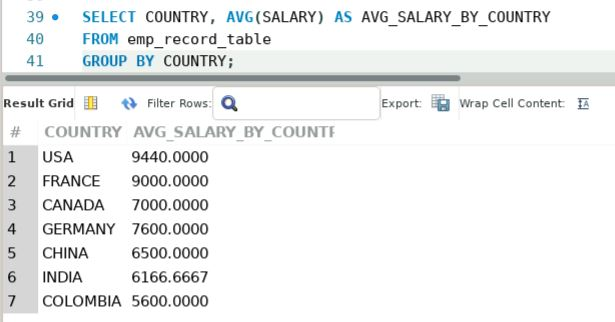 39 SELECT COUNTRY, AVG(SALARY) AS AVG_SALARY_BY_COUNTRY
40 FROM emp_record_table
41 GROUP BY COUNTRY;
Result Grid Filter Rows: Export: Wrap Cell Content: IA
# COUNTRY AVG_SALARY_BY_COUNTR
1 USA 9440.0000
2 FRANCE 9000.0000
3 CANADA 7000.0000
4 GERMANY 7600.0000
5 CHINA 6500.0000
6 INDIA 6166.6667
7 COLOMBIA 5600.0000